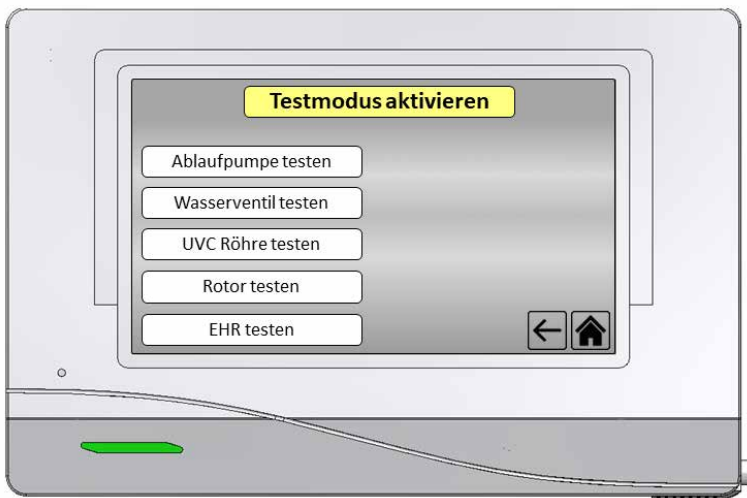 Testmodus aktivieren
Ablaufpumpe testen
Wasserventil testen
UVC Röhre testen
Rotor testen
EHR testen